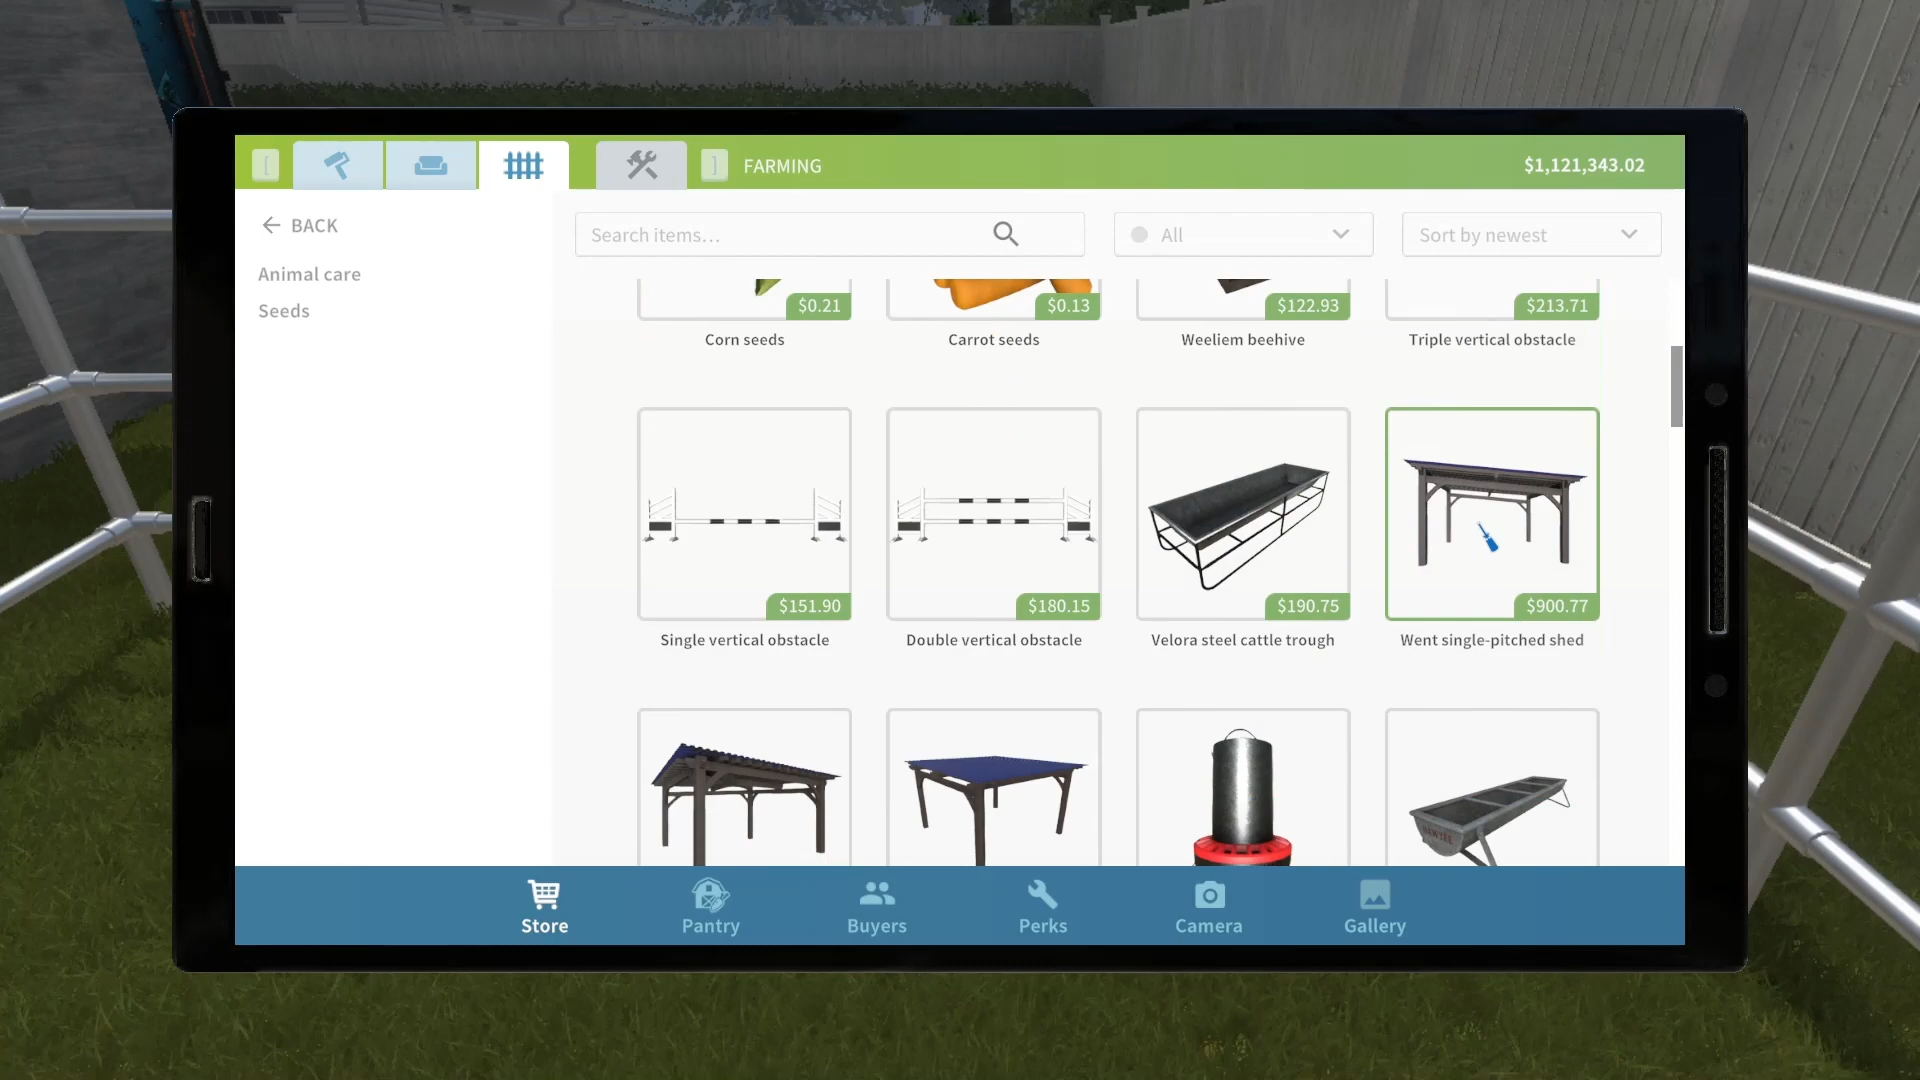 [
]
FARMING
$1,121,343.02
BACK
Animal care
Seeds
Search items...
All
Sort by newest
$0.21
$0.13
$122.93
$213.71
Corn seeds
Carrot seeds
Weeliem beehive
Triple vertical obstacle
$151.90
$180.15
$190.75
$900.77
Single vertical obstacle
Double vertical obstacle
Velora steel cattle trough
Went single-pitched shed
Store
Pantry
Buyers
Perks
Camera
Gallery